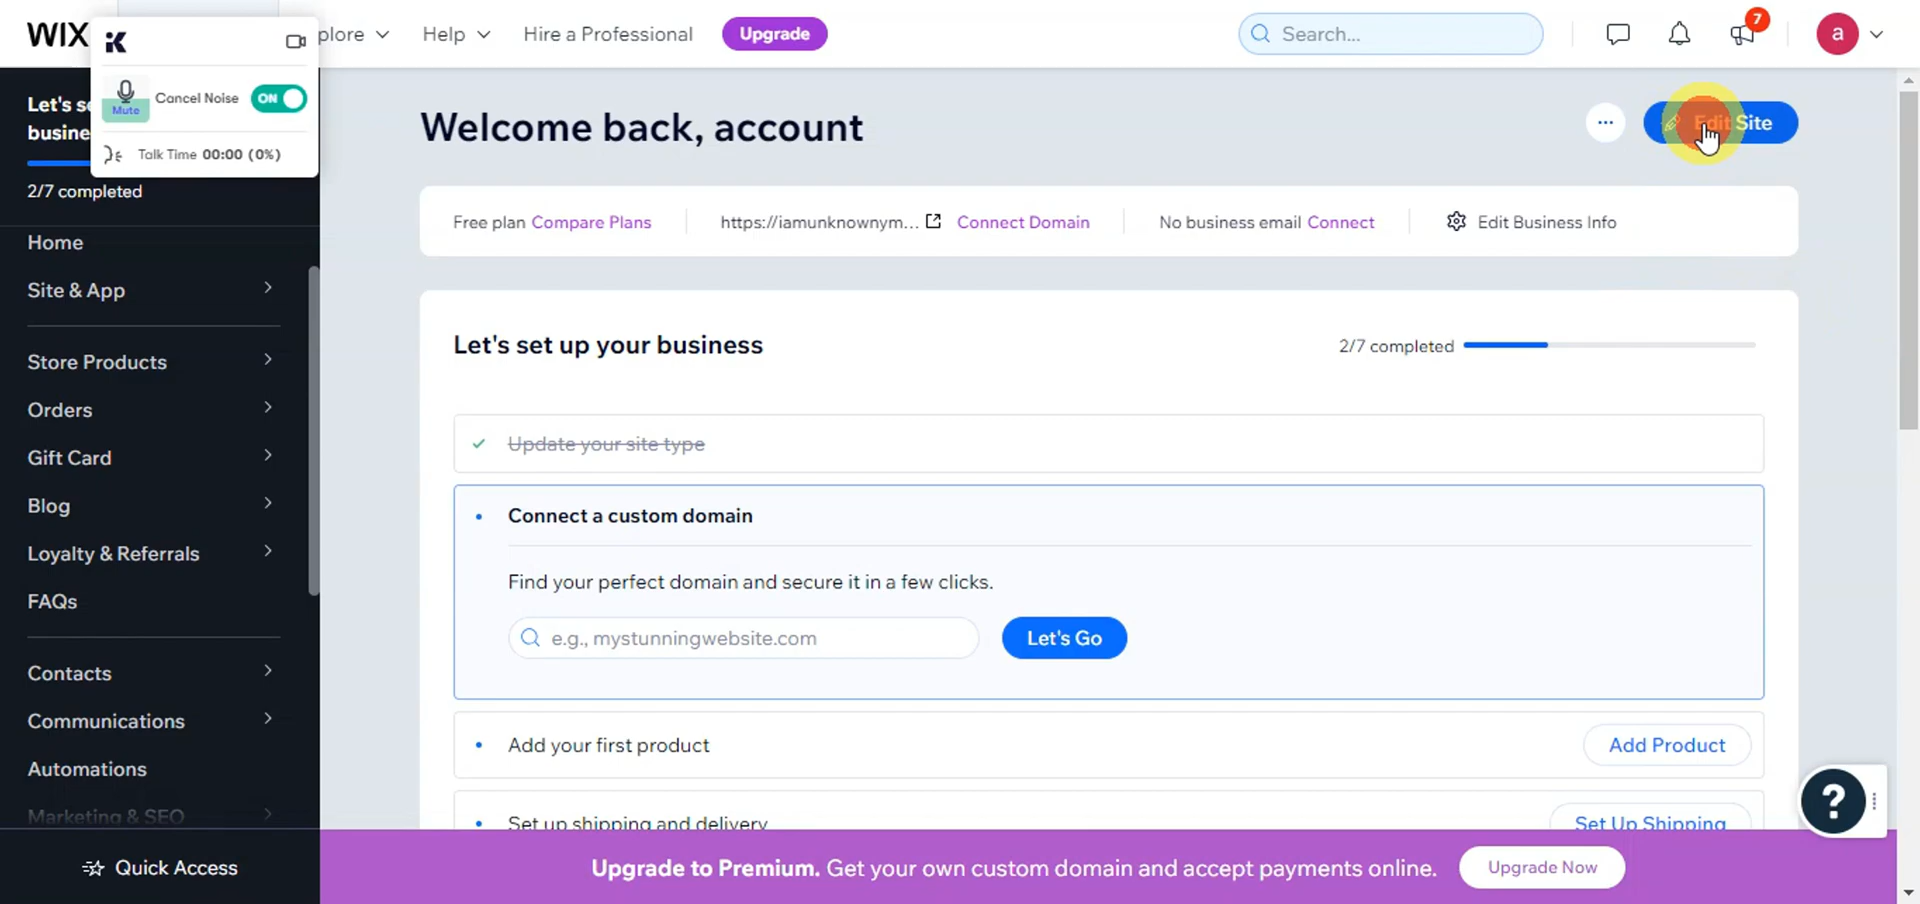 WIX
plore
Help
Hire a Professional
Upgrade
Search...
7
a
Mute
Cancel Noise
ON
Talk Time 00:00 (0%)
Let's se
busine
2/7 completed
Home
Site & App
Store Products
Orders
Gift Card
Blog
Loyalty & Referrals
FAQs
Contacts
Communications
Automations
Marketing & SEO
Quick Access
Welcome back, account
...
Edit Site
Free plan Compare Plans
https://iamunknownym...
Connect Domain
No business email Connect
Edit Business Info
Let's set up your business
2/7 completed
Update your site type
Connect a custom domain
Find your perfect domain and secure it in a few clicks.
e.g., mystunningwebsite.com
Let's Go
Add your first product
Add Product
Set up shipping and delivery
Set Up Shipping
?
Upgrade to Premium. Get your own custom domain and accept payments online.
Upgrade Now